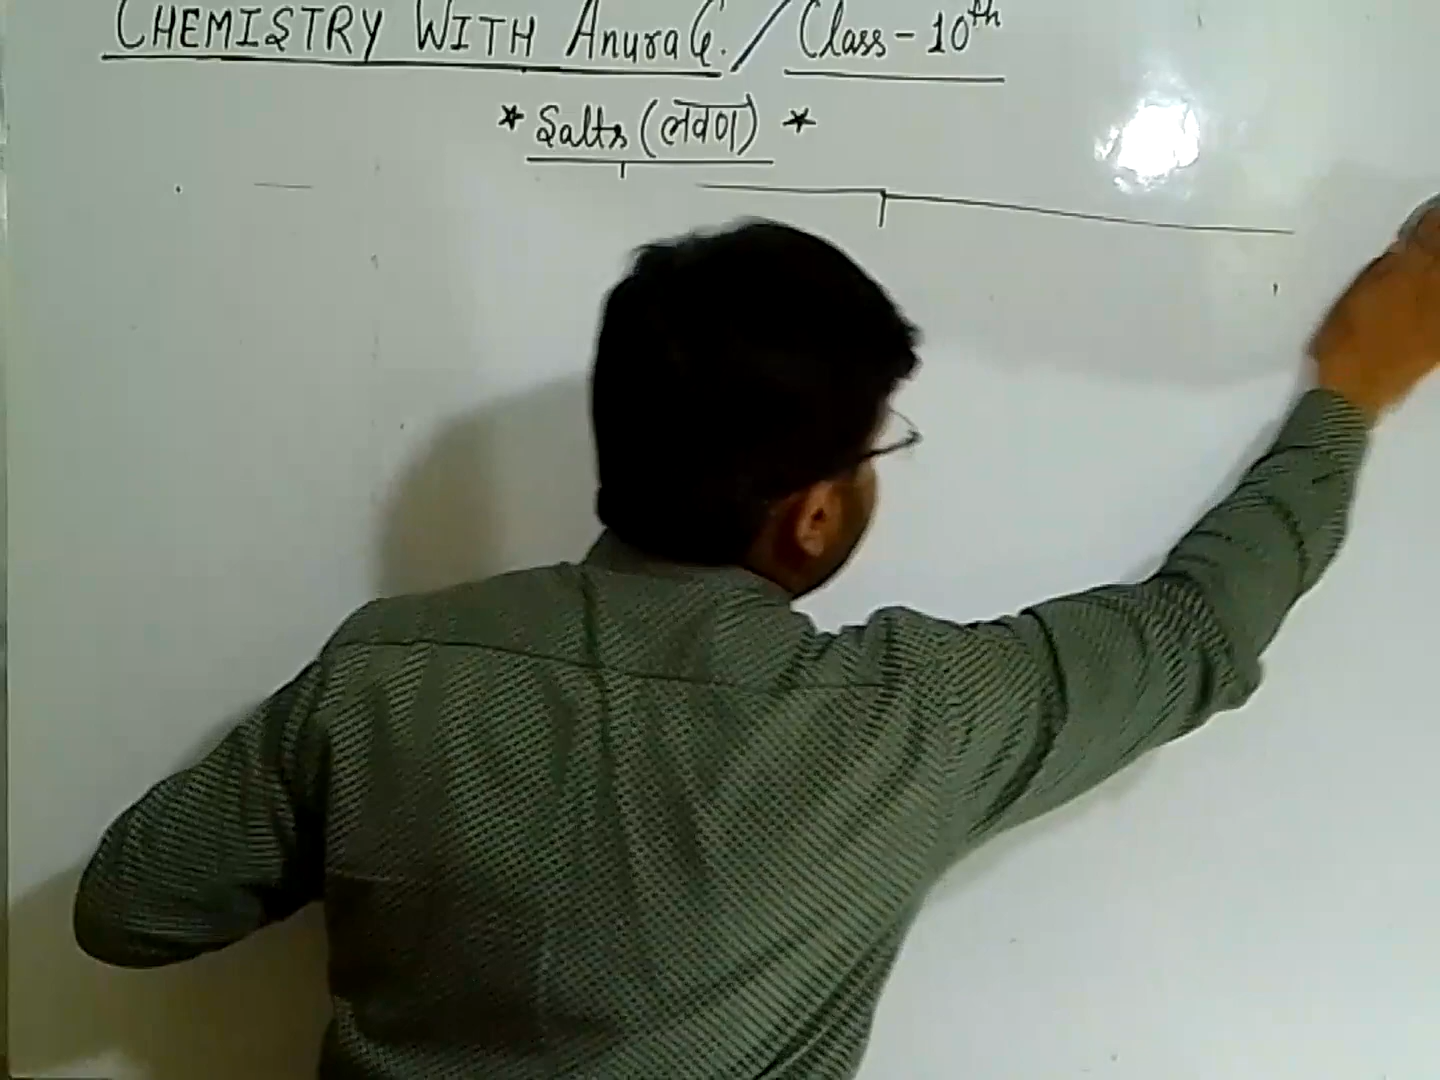 CHEMISTRY WITH AnuraG. / Class - 10th
* Salts (लवण) *